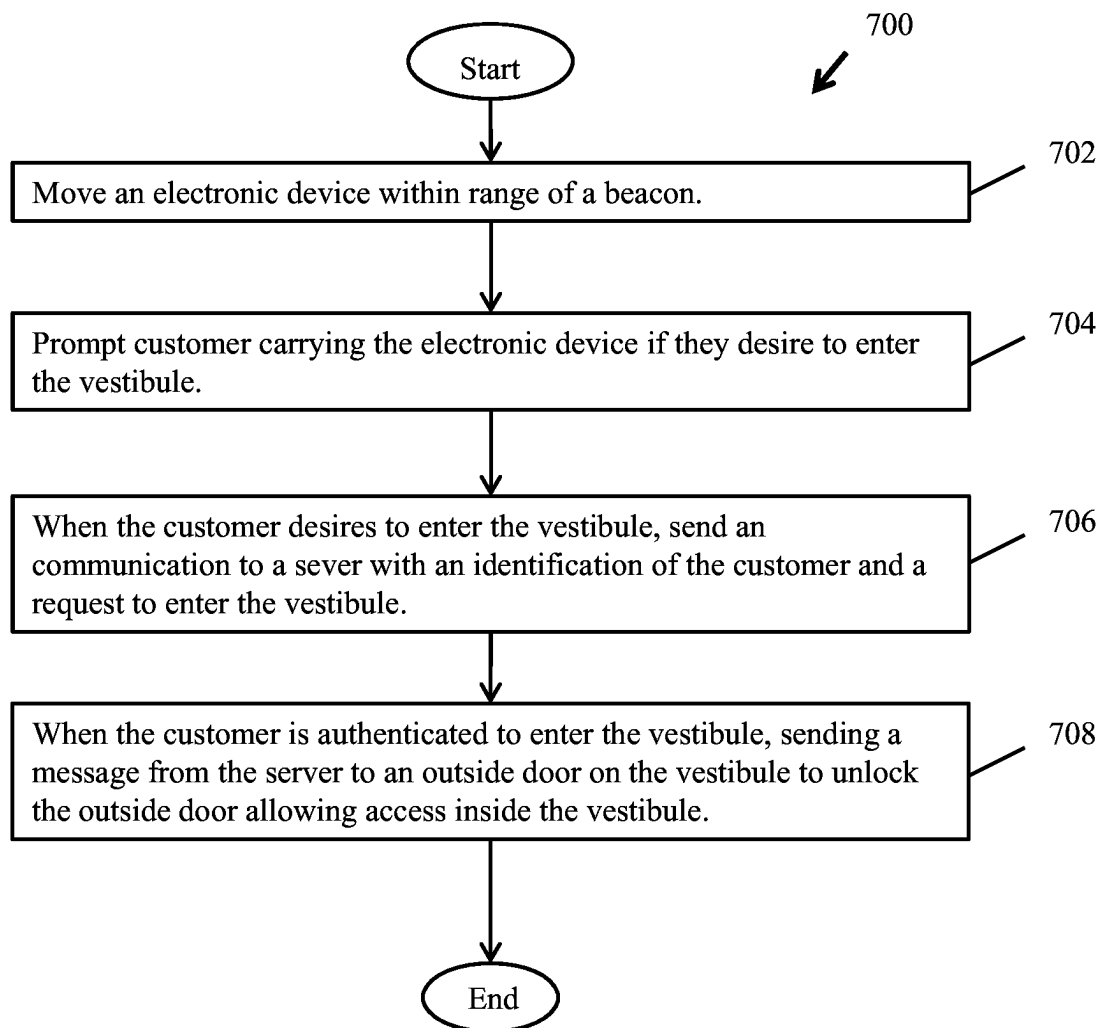 700
Start
702
Move an electronic device within range of a beacon.
704
Prompt customer carrying the electronic device if they desire to enter
the vestibule.
706
When the customer desires to enter the vestibule, send an
communication to a sever with an identification of the customer and a
request to enter the vestibule.
708
When the customer is authenticated to enter the vestibule, sending a
message from the server to an outside door on the vestibule to unlock
the outside door allowing access inside the vestibule.
End